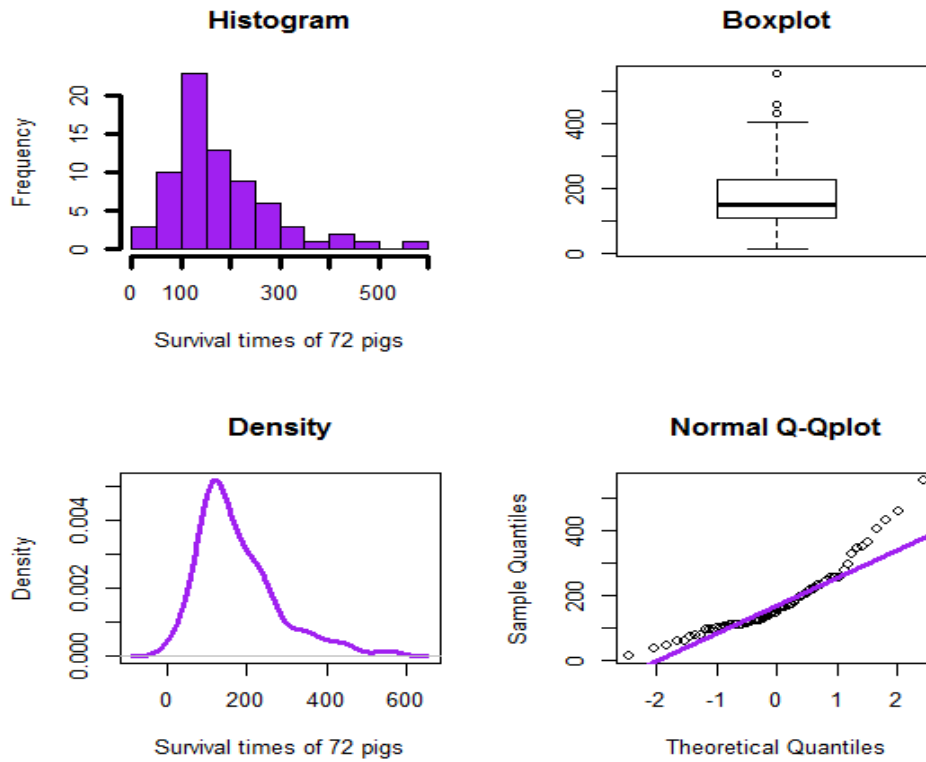 Histogram
Frequency
0 5 10 15 20
0 100 300 500
Survival times of 72 pigs
Boxplot
0 200 400
Density
Density
0.000 0.002 0.004
0 200 400 600
Survival times of 72 pigs
Normal Q-Qplot
Sample Quantiles
0 200 400
-2 -1 0 1 2
Theoretical Quantiles